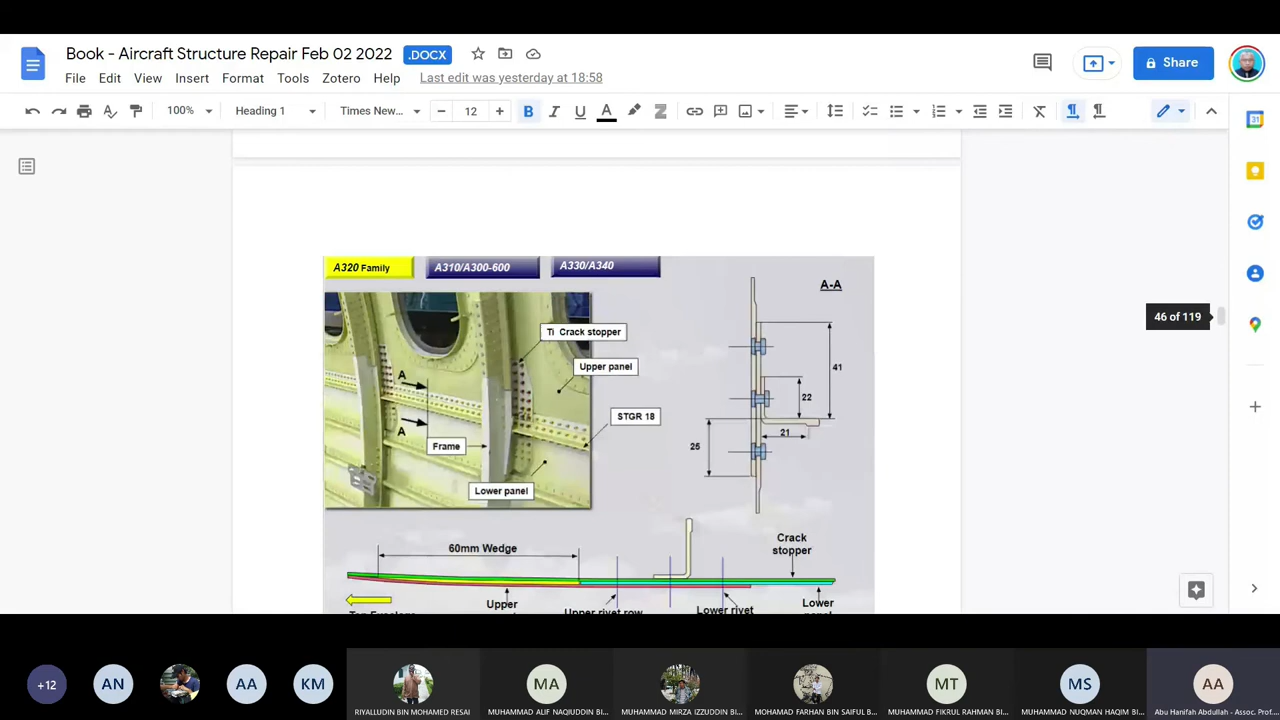 Book - Aircraft Structure Repair Feb 02 2022 .DOCX
File Edit View Insert Format Tools Zotero Help Last edit was yesterday at 18:58
Share
100% Heading 1 Times New... 12 B I U A
31
46 of 119
A320 Family A310/A300-600 A330/A340
A-A
Ti Crack stopper
Upper panel
A
STGR 18
A
Frame
Lower panel
41
22
21
25
60mm Wedge
Crack
stopper
Upper
Upper rivet row
Lower rivet
Lower
+12 AN AA KM MA MT MS AA
RIYALLUDIN BIN MOHAMED RESAI MUHAMMAD ALIF NAQIUDDIN BI... MUHAMMAD MIRZA IZZUDDIN BI... MOHAMAD FARHAN BIN SAIFUL B... MUHAMMAD FIKRUL RAHMAN BI... MUHAMMAD NUQMAN HAQIM BI... Abu Hanifah Abdullah - Assoc. Prof...